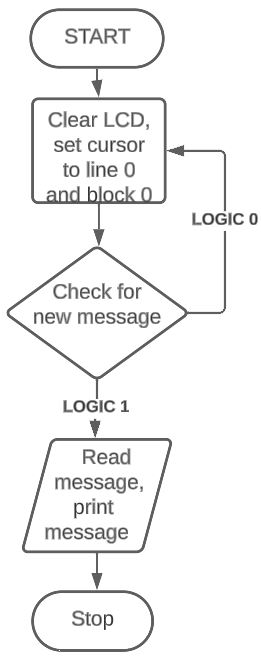 START
Clear LCD,
set cursor
to line 0
and block 0
LOGIC 0
Check for
new message
LOGIC 1
Read
message,
print
message
Stop